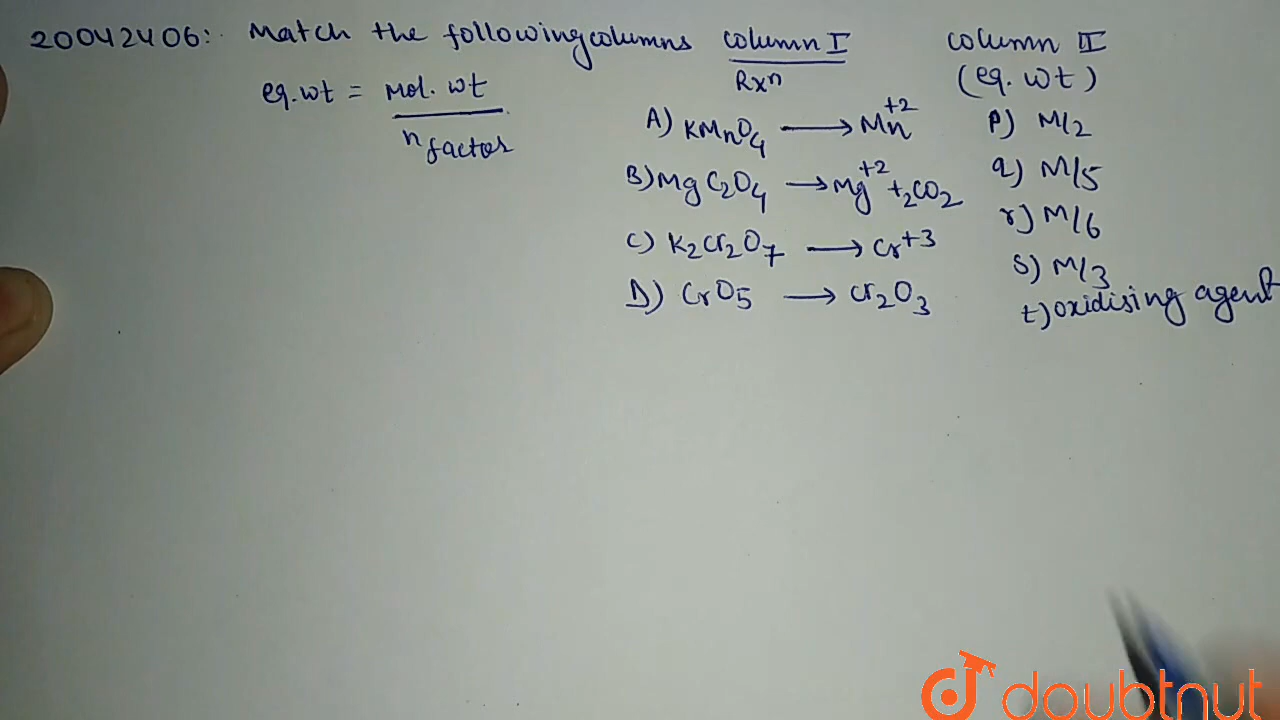 20042406: Match the following columns column I column II
eq.wt = Mol. wt / n factor
Rxn (eq. wt)
A) KMnO4 → Mn+2 P) M/2
B) MgC2O4 → Mg+2 + 2CO2 q) M/5
C) K2Cr2O7 → Cr+3 r) M/6
D) CrO5 → Cr2O3 S) M/3
t) oxidising agent
doubtnut